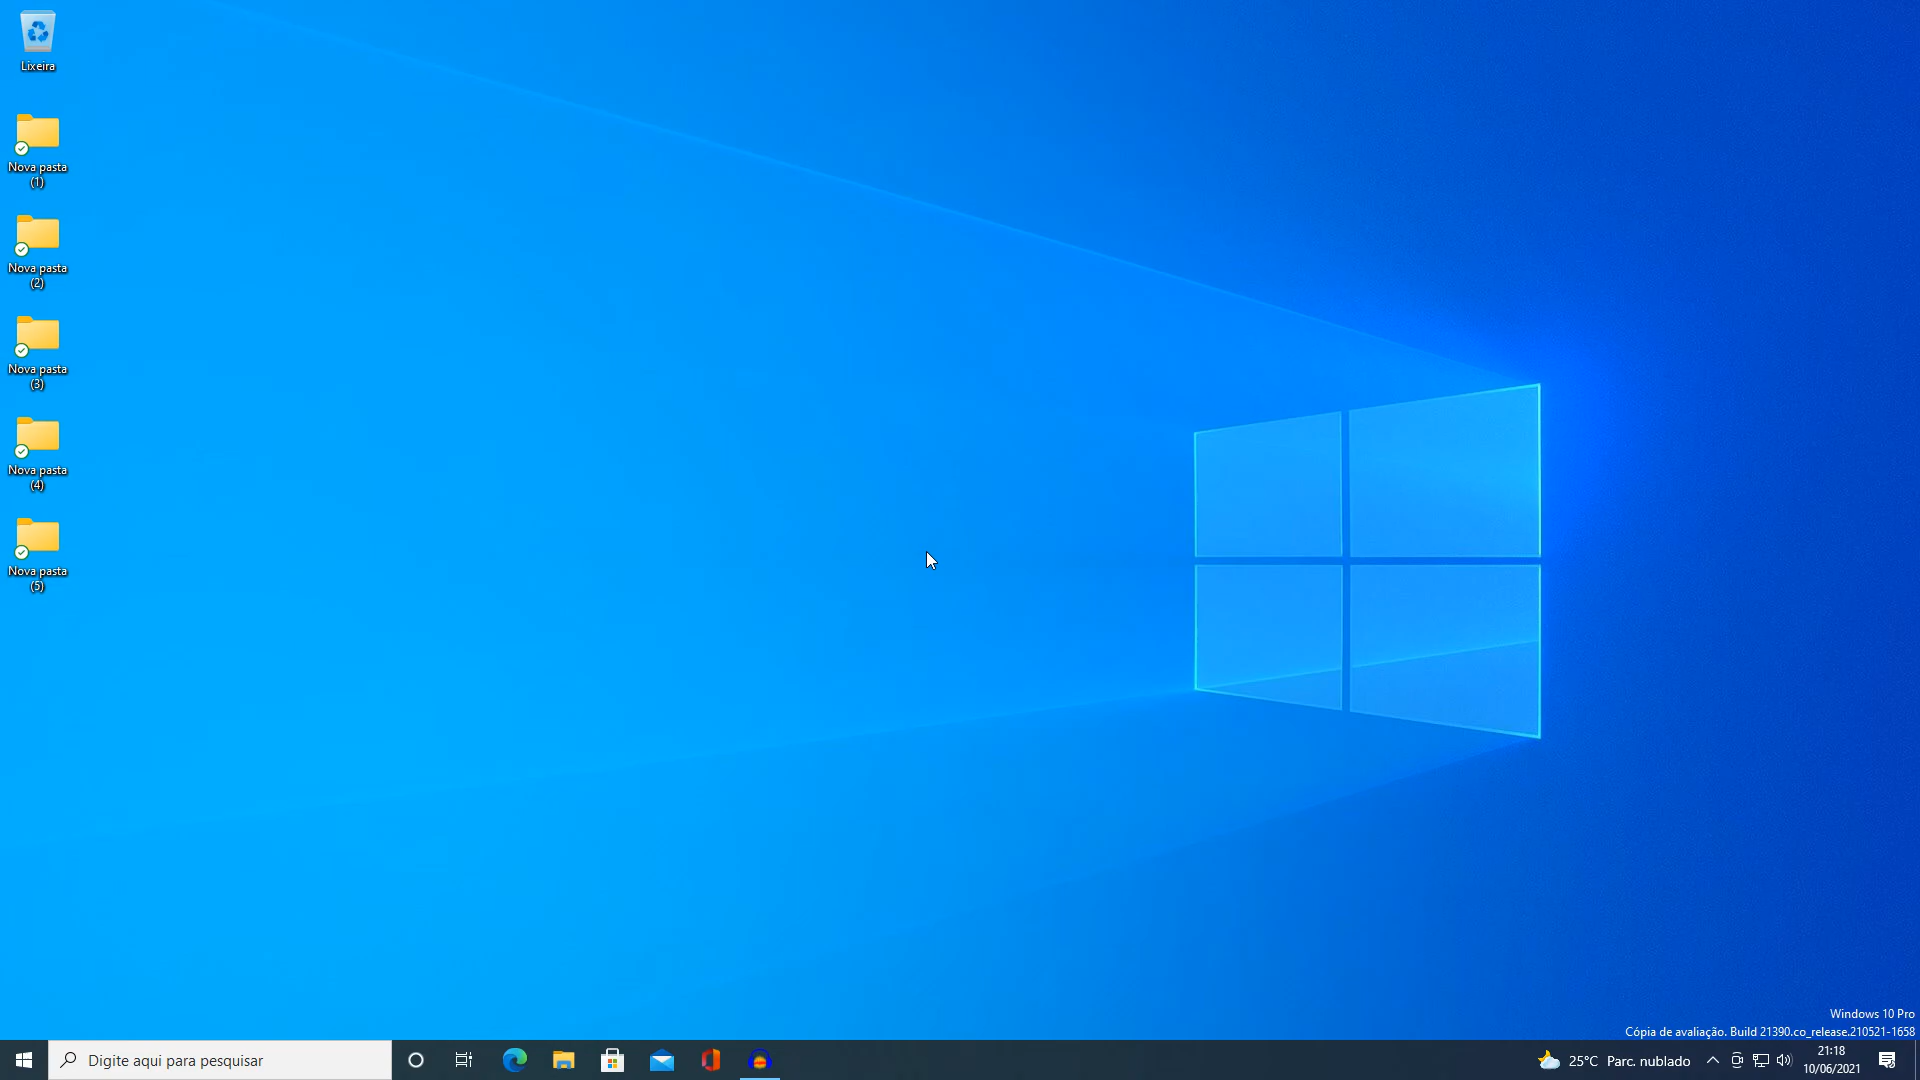 Lixeira
Nova pasta
(1)
Nova pasta
(2)
Nova pasta
(3)
Nova pasta
(4)
Nova pasta
(5)
Windows 10 Pro
Cópia de avaliação. Build 21390.co_release.210521-1658
Digite aqui para pesquisar
25°C Parc. nublado
21:18
10/06/2021